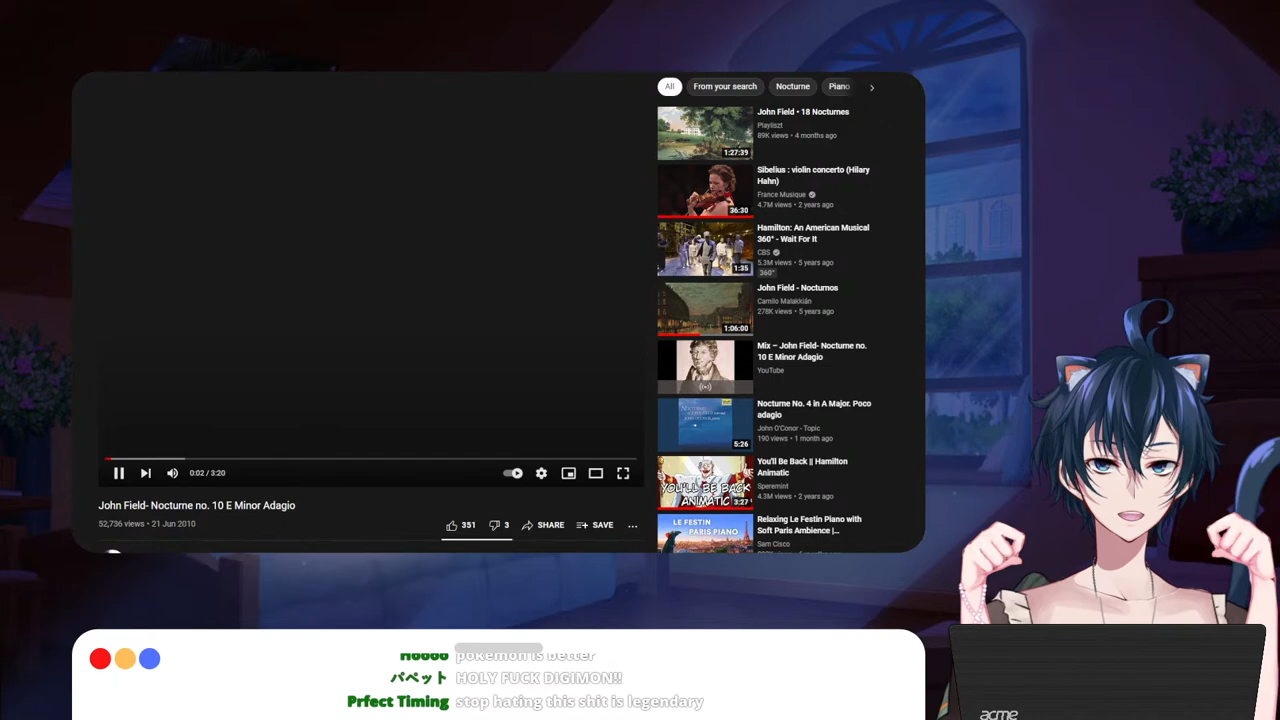 All From your search Nocturne Piano
John Field • 18 Nocturnes
Playliszt
89K views • 4 months ago
1:27:39
Sibelius : violin concerto (Hilary
Hahn)
France Musique
4.7M views • 2 years ago
36:30
Hamilton: An American Musical
360° - Wait For It
CBS
5.3M views • 5 years ago
1:35
360°
John Field - Nocturnos
Camilo Malakkián
278K views • 5 years ago
1:06:00
Mix – John Field- Nocturne no.
10 E Minor Adagio
YouTube
Nocturne No. 4 in A Major. Poco
adagio
John O'Conor - Topic
190 views • 1 month ago
5:26
You'll Be Back || Hamilton
Animatic
Speremint
4.3M views • 2 years ago
YOU'LL BE BACK
ANIMATIC
3:27
Relaxing Le Festin Piano with
Soft Paris Ambience |...
Sam Cisco
LE FESTIN
PARIS PIANO
0:02 / 3:20
John Field- Nocturne no. 10 E Minor Adagio
52,736 views • 21 Jun 2010
351 3 SHARE SAVE ...
pokemon is better
パペット HOLY FUCK DIGIMON!!
Prfect Timing stop hating this shit is legendary
acme